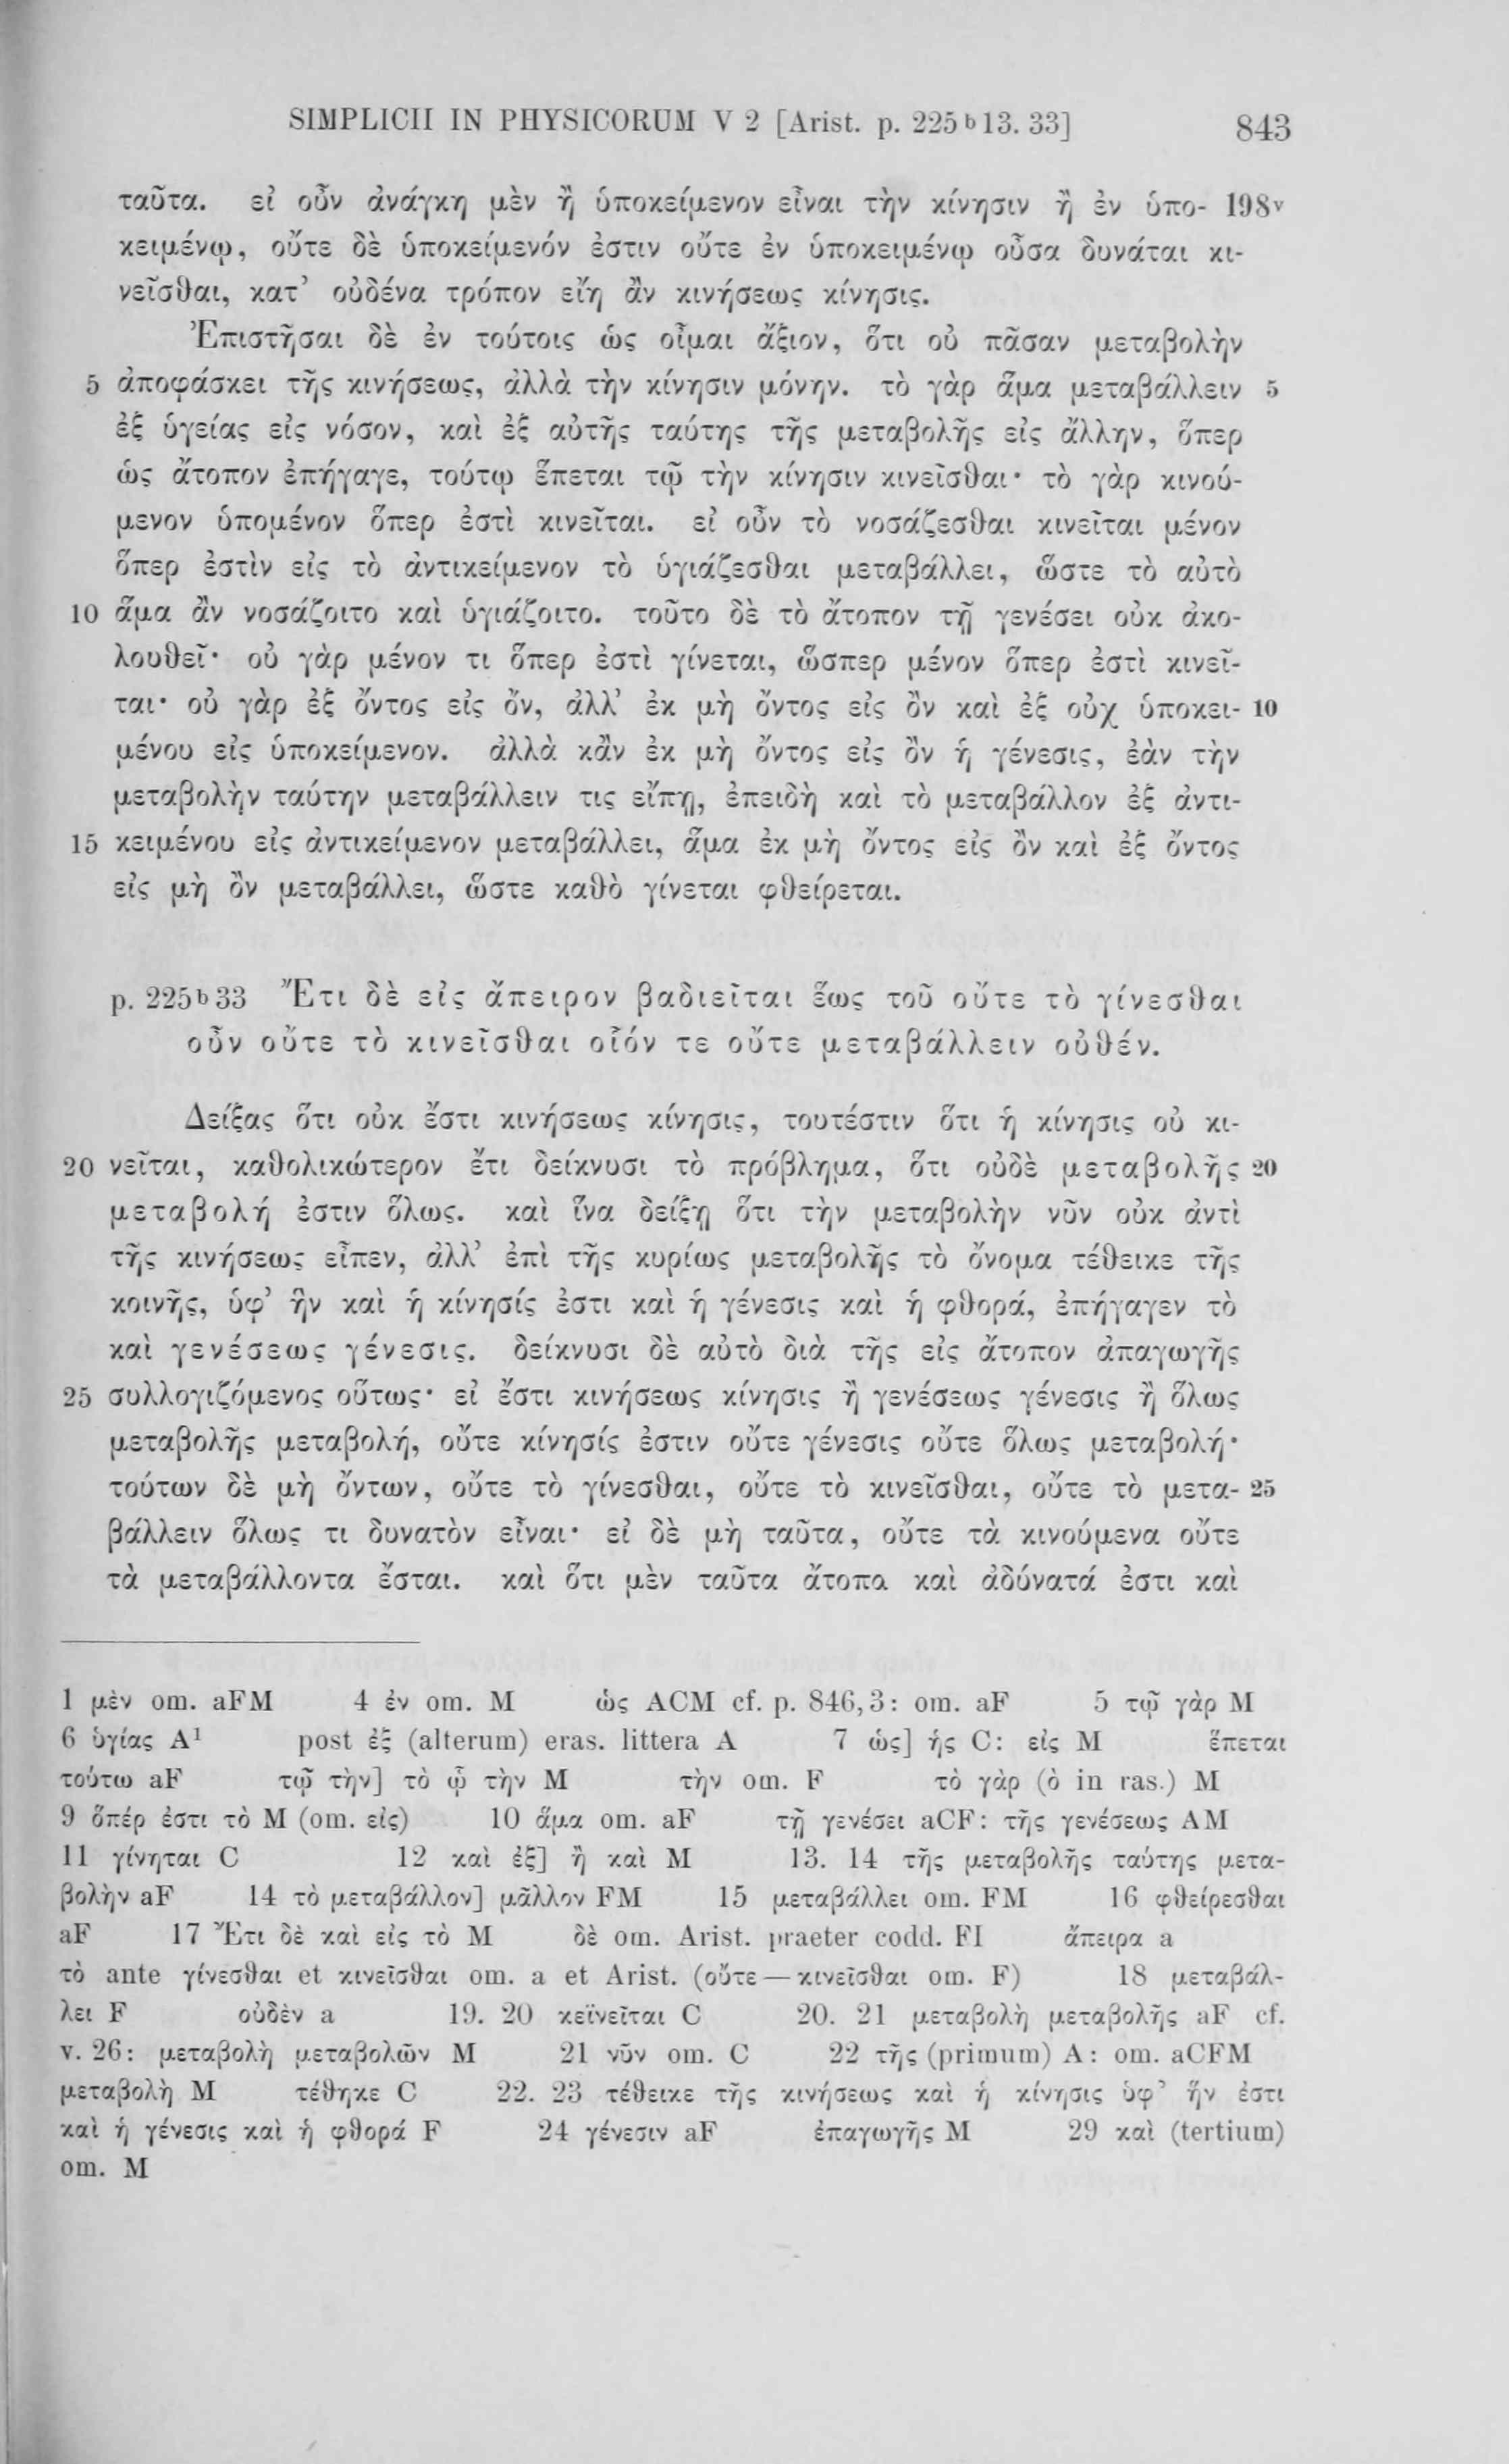 SIMPLICII IN PHYSICORUM V 2 [Arist. p. 225 b 13. 33] 843
ταῦτα. εἰ οὖν ἀνάγκη μὲν ἢ ὑποκείμενον εἶναι τὴν κίνησιν ἢ ἐν ὑπο- 198v
κειμένῳ, οὔτε δὲ ὑποκείμενόν ἐστιν οὔτε ἐν ὑποκειμένῳ οὖσα δυνάται κι-
νεῖσθαι, κατ’ οὐδένα τρόπον εἴη ἂν κινήσεως κίνησις.
Ἐπιστῆσαι δὲ ἐν τούτοις ὡς οἶμαι ἄξιον, ὅτι οὐ πᾶσαν μεταβολὴν
5 ἀποφάσκει τῆς κινήσεως, ἀλλὰ τὴν κίνησιν μόνην. τὸ γὰρ ἅμα μεταβάλλειν 5
ἐξ ὑγείας εἰς νόσον, καὶ ἐξ αὐτῆς ταύτης τῆς μεταβολῆς εἰς ἄλλην, ὅπερ
ὡς ἄτοπον ἐπήγαγε, τούτῳ ἕπεται τῷ τὴν κίνησιν κινεῖσθαι· τὸ γὰρ κινού-
μενον ὑπομένον ὅπερ ἐστὶ κινεῖται. εἰ οὖν τὸ νοσάζεσθαι κινεῖται μένον
ὅπερ ἐστὶν εἰς τὸ ἀντικείμενον τὸ ὑγιάζεσθαι μεταβάλλει, ὥστε τὸ αὐτὸ
10 ἅμα ἂν νοσάζοιτο καὶ ὑγιάζοιτο. τοῦτο δὲ τὸ ἄτοπον τῇ γενέσει οὐκ ἀκο-
λουθεῖ· οὐ γὰρ μένον τι ὅπερ ἐστὶ γίνεται, ὥσπερ μένον ὅπερ ἐστὶ κινεῖ-
ται· οὐ γὰρ ἐξ ὄντος εἰς ὄν, ἀλλ’ ἐκ μὴ ὄντος εἰς ὂν καὶ ἐξ οὐχ ὑποκει- 10
μένου εἰς ὑποκείμενον. ἀλλὰ κἂν ἐκ μὴ ὄντος εἰς ὂν ἡ γένεσις, ἐὰν τὴν
μεταβολὴν ταύτην μεταβάλλειν τις εἴπῃ, ἐπειδὴ καὶ τὸ μεταβάλλον ἐξ ἀντι-
15 κειμένου εἰς ἀντικείμενον μεταβάλλει, ἅμα ἐκ μὴ ὄντος εἰς ὂν καὶ ἐξ ὄντος
εἰς μὴ ὂν μεταβάλλει, ὥστε καθὸ γίνεται φθείρεται.
p. 225 b 33 Ἔτι δὲ εἰς ἄπειρον βαδιεῖται ἕως τοῦ οὔτε τὸ γίνεσθαι
οὖν οὔτε τὸ κινεῖσθαι οἷόν τε οὔτε μεταβάλλειν οὐθέν.
Δείξας ὅτι οὐκ ἔστι κινήσεως κίνησις, τουτέστιν ὅτι ἡ κίνησις οὐ κι-
20 νεῖται, καθολικώτερον ἔτι δείκνυσι τὸ πρόβλημα, ὅτι οὐδὲ μεταβολῆς 20
μεταβολή ἐστιν ὅλως. καὶ ἵνα δείξῃ ὅτι τὴν μεταβολὴν νῦν οὐκ ἀντὶ
τῆς κινήσεως εἶπεν, ἀλλ’ ἐπὶ τῆς κυρίως μεταβολῆς τὸ ὄνομα τέθεικε τῆς
κοινῆς, ὑφ’ ἣν καὶ ἡ κίνησίς ἐστι καὶ ἡ γένεσις καὶ ἡ φθορά, ἐπήγαγεν τὸ
καὶ γενέσεως γένεσις. δείκνυσι δὲ αὐτὸ διὰ τῆς εἰς ἄτοπον ἀπαγωγῆς
25 συλλογιζόμενος οὕτως· εἰ ἔστι κινήσεως κίνησις ἢ γενέσεως γένεσις ἢ ὅλως
μεταβολῆς μεταβολή, οὔτε κίνησίς ἐστιν οὔτε γένεσις οὔτε ὅλως μεταβολή·
τούτων δὲ μὴ ὄντων, οὔτε τὸ γίνεσθαι, οὔτε τὸ κινεῖσθαι, οὔτε τὸ μετα- 25
βάλλειν ὅλως τι δυνατὸν εἶναι· εἰ δὲ μὴ ταῦτα, οὔτε τὰ κινούμενα οὔτε
τὰ μεταβάλλοντα ἔσται. καὶ ὅτι μὲν ταῦτα ἄτοπα καὶ ἀδύνατά ἐστι καὶ
1 μὲν om. aFM 4 ἐν om. M ὡς ACM cf. p. 846,3: om. aF 5 τῷ γὰρ M
6 ὑγίας A¹ post ἐξ (alterum) eras. littera A 7 ὡς] ἧς C: εἰς M ἕπεται
τούτω aF τῷ τὴν] τὸ ᾧ τὴν M τὴν om. F τὸ γὰρ (ὸ in ras.) M
9 ὅπέρ ἐστι τὸ M (om. εἰς) 10 ἅμα om. aF τῇ γενέσει aCF: τῆς γενέσεως AM
11 γίνηται C 12 καὶ ἐξ] ἢ καὶ M 13. 14 τῆς μεταβολῆς ταύτης μετα-
βολὴν aF 14 τὸ μεταβάλλον] μᾶλλον FM 15 μεταβάλλει om. FM 16 φθείρεσθαι
aF 17 Ἔτι δὲ καὶ εἰς τὸ M δὲ om. Arist. praeter codd. FI ἄπειρα a
τὸ ante γίνεσθαι et κινεῖσθαι om. a et Arist. (οὔτε — κινεῖσθαι om. F) 18 μεταβάλ-
λει F οὐδὲν a 19. 20 κεϊνεῖται C 20. 21 μεταβολὴ μεταβολῆς aF cf.
v. 26: μεταβολὴ μεταβολῶν M 21 νῦν om. C 22 τῆς (primum) A: om. aCFM
μεταβολὴ M τέθηκε C 22. 23 τέθεικε τῆς κινήσεως καὶ ἡ κίνησις ὑφ’ ἥν ἐστι
καὶ ἡ γένεσις καὶ ἡ φθορά F 24 γένεσιν aF ἐπαγωγῆς M 29 καὶ (tertium)
om. M